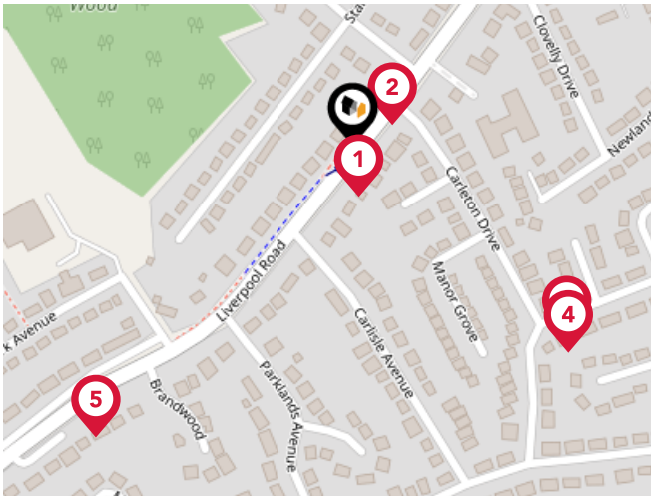 Wood
Sta
Clovelly Drive
2
Newland
1
Carleton Drive
Liverpool Road
Manor Grove
4
k Avenue
Carlisle Avenue
Parklands Avenue
Brandwood
5